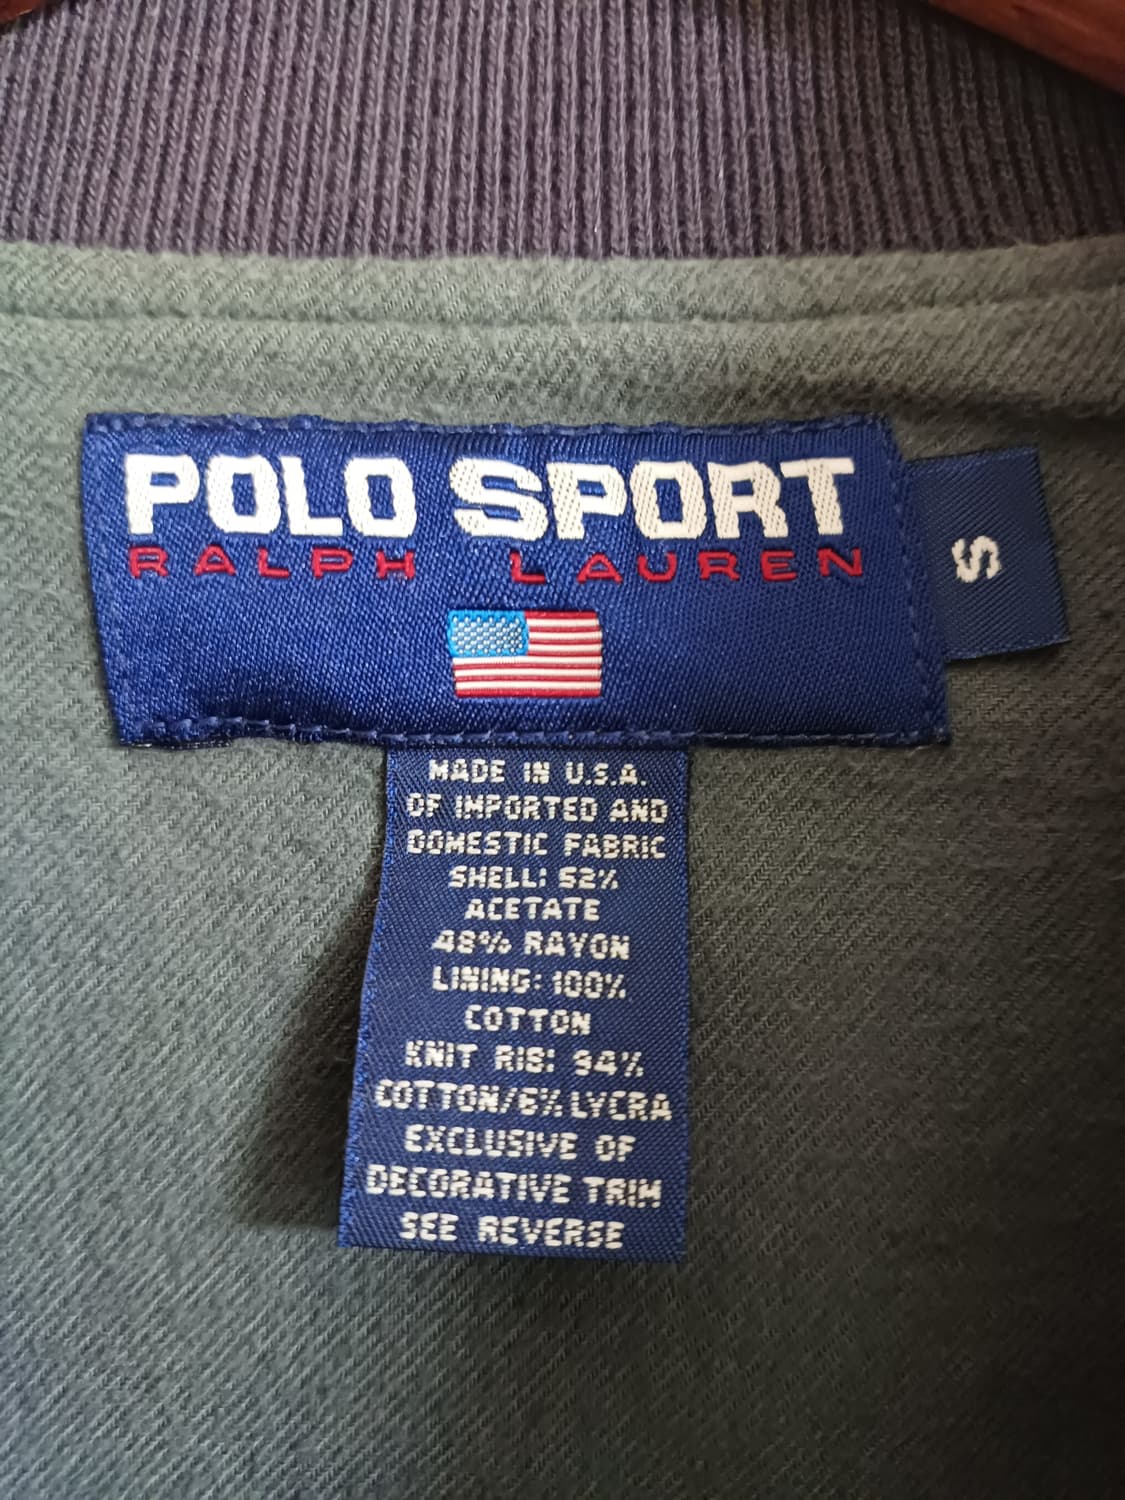 POLO SPORT
RALPH LAUREN
S
MADE IN U.S.A.
OF IMPORTED AND
DOMESTIC FABRIC
SHELL: 52%
ACETATE
48% RAYON
LINING: 100%
COTTON
KNIT RIB: 94%
COTTON/6% LYCRA
EXCLUSIVE OF
DECORATIVE TRIM
SEE REVERSE